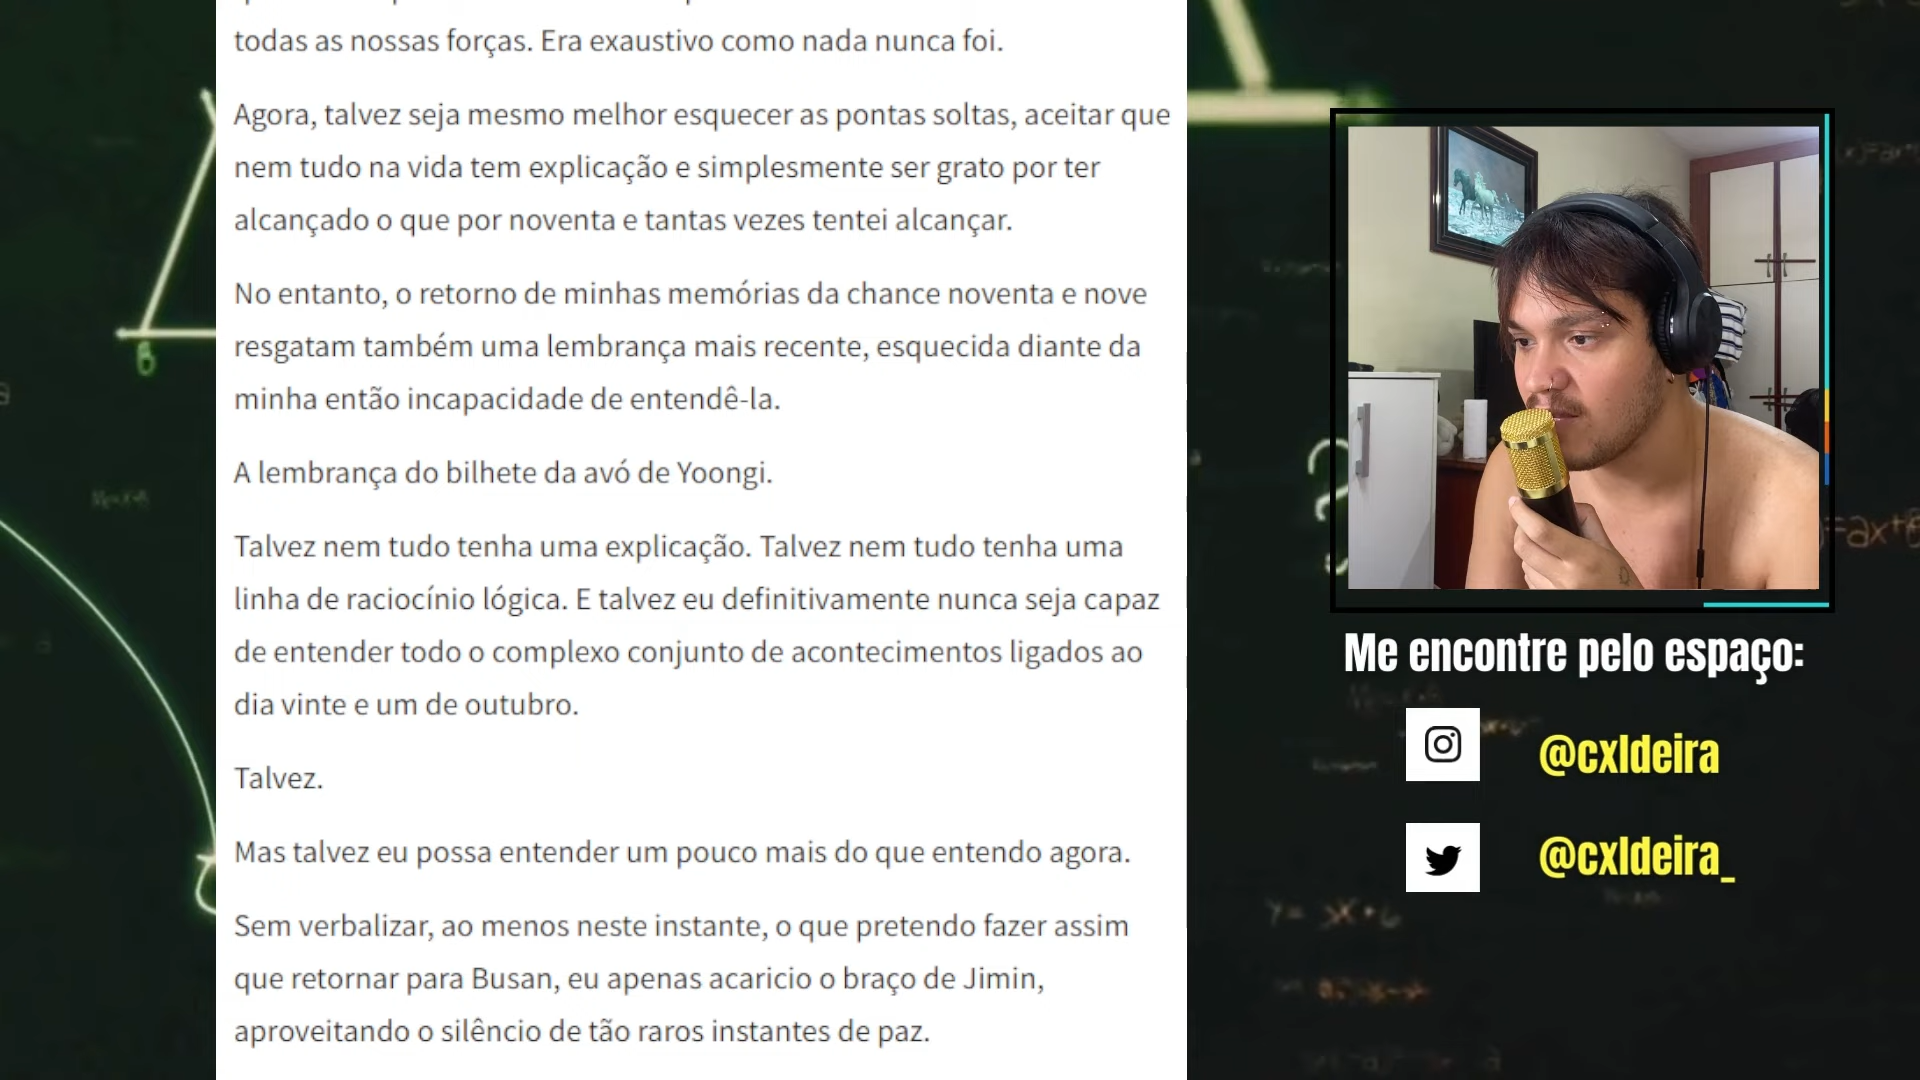 todas as nossas forças. Era exaustivo como nada nunca foi.
Agora, talvez seja mesmo melhor esquecer as pontas soltas, aceitar que
nem tudo na vida tem explicação e simplesmente ser grato por ter
alcançado o que por noventa e tantas vezes tentei alcançar.
No entanto, o retorno de minhas memórias da chance noventa e nove
resgatam também uma lembrança mais recente, esquecida diante da
minha então incapacidade de entendê-la.
A lembrança do bilhete da avó de Yoongi.
Talvez nem tudo tenha uma explicação. Talvez nem tudo tenha uma
linha de raciocínio lógica. E talvez eu definitivamente nunca seja capaz
de entender todo o complexo conjunto de acontecimentos ligados ao
dia vinte e um de outubro.
Talvez.
Mas talvez eu possa entender um pouco mais do que entendo agora.
Sem verbalizar, ao menos neste instante, o que pretendo fazer assim
que retornar para Busan, eu apenas acaricio o braço de Jimin,
aproveitando o silêncio de tão raros instantes de paz.
Me encontre pelo espaço:
@cxldeira
@cxldeira_